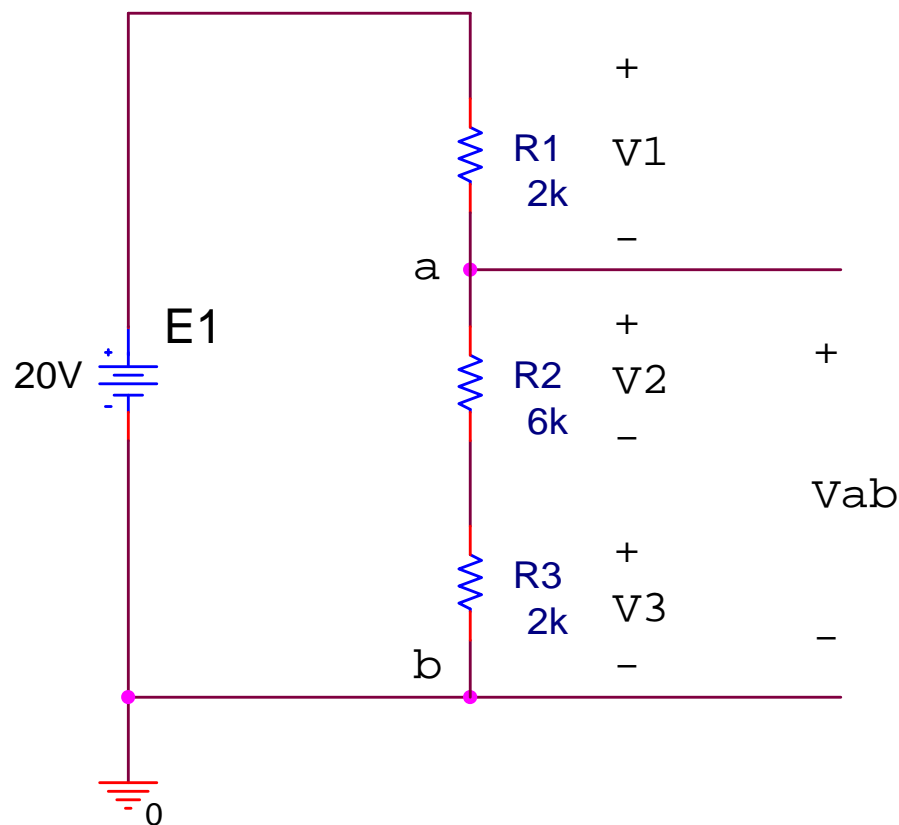 +
R1 V1
2k
-
a
E1
+
20V
-
+
R2 V2
6k
-
+
Vab
-
+
R3 V3
2k
-
b
0